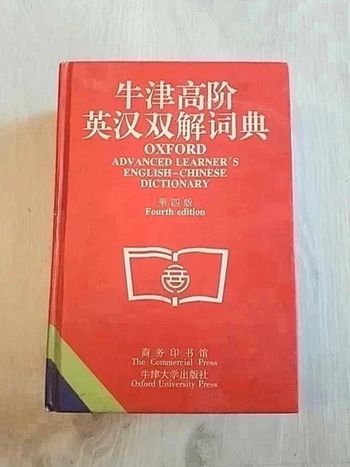 牛津高阶
英汉双解词典
OXFORD
ADVANCED LEARNER'S
ENGLISH-CHINESE
DICTIONARY
第四版
Fourth edition
商务印书馆
The Commercial Press
牛津大学出版社
Oxford University Press